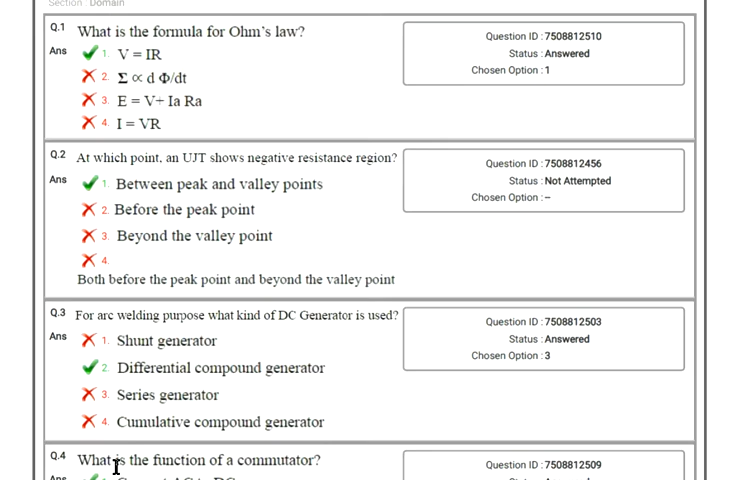 Section : Domain
Q.1 What is the formula for Ohm's law?
Ans 1. V = IR
2. Σ ∝ d Φ/dt
3. E = V+ Ia Ra
4. I = VR
Question ID : 7508812510
Status : Answered
Chosen Option : 1
Q.2 At which point, an UJT shows negative resistance region?
Ans 1. Between peak and valley points
2. Before the peak point
3. Beyond the valley point
4.
Both before the peak point and beyond the valley point
Question ID : 7508812456
Status : Not Attempted
Chosen Option : --
Q.3 For arc welding purpose what kind of DC Generator is used?
Ans 1. Shunt generator
2. Differential compound generator
3. Series generator
4. Cumulative compound generator
Question ID : 7508812503
Status : Answered
Chosen Option : 3
Q.4 What is the function of a commutator?
Ans
Question ID : 7508812509